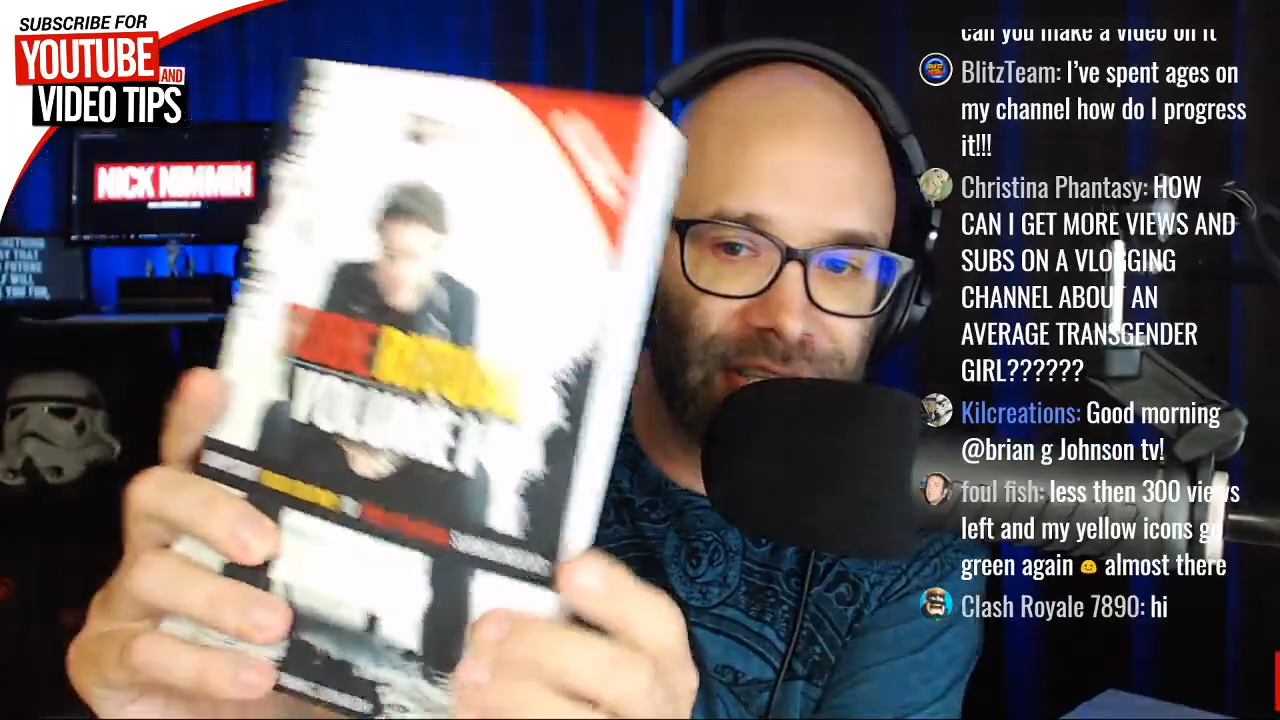 SUBSCRIBE FOR
YOUTUBE
AND
VIDEO TIPS
NICK NIMMIN
can you make a video on it
BlitzTeam: I’ve spent ages on
my channel how do I progress
it!!!
Christina Phantasy: HOW
CAN I GET MORE VIEWS AND
SUBS ON A VLOGGING
CHANNEL ABOUT AN
AVERAGE TRANSGENDER
GIRL??????
Kilcreations: Good morning
@brian g Johnson tv!
foul fish: less then 300 views
left and my yellow icons go
green again 😊 almost there
Clash Royale 7890: hi